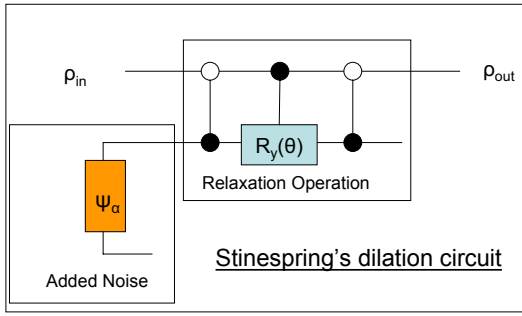 ρin
ρout
Ry(θ)
Relaxation Operation
Ψα
Added Noise
Stinespring's dilation circuit